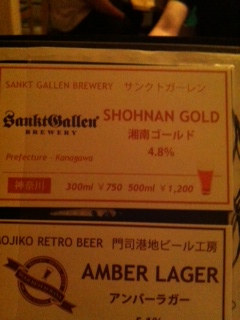 SANKT GALLEN BREWERY サンクトガーレン
SanktGallen
BREWERY
SHOHNAN GOLD
湘南ゴールド
4.8%
Prefecture - Kanagawa
神奈川 300ml ¥750 500ml ¥1,200
MOJIKO RETRO BEER 門司港地ビール工房
AMBER LAGER
アンバーラガー